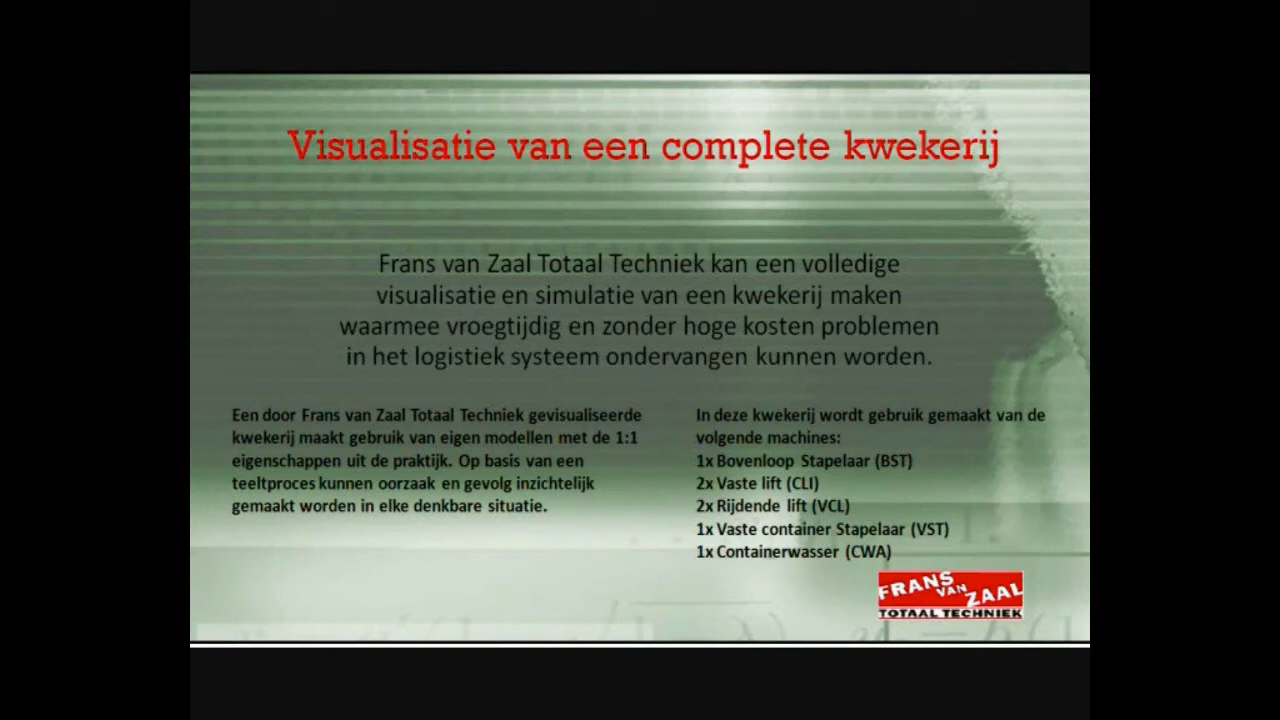 Visualisatie van een complete kwekerij
Frans van Zaal Totaal Techniek kan een volledige
visualisatie en simulatie van een kwekerij maken
waarmee vroegtijdig en zonder hoge kosten problemen
in het logistiek systeem ondervangen kunnen worden.
Een door Frans van Zaal Totaal Techniek gevisualiseerde
kwekerij maakt gebruik van eigen modellen met de 1:1
eigenschappen uit de praktijk. Op basis van een
teeltproces kunnen oorzaak en gevolg inzichtelijk
gemaakt worden in elke denkbare situatie.
In deze kwekerij wordt gebruik gemaakt van de
volgende machines:
1x Bovenloop Stapelaar (BST)
2x Vaste lift (CLI)
2x Rijdende lift (VCL)
1x Vaste container Stapelaar (VST)
1x Containerwasser (CWA)
FRANS VAN ZAAL
TOTAAL TECHNIEK